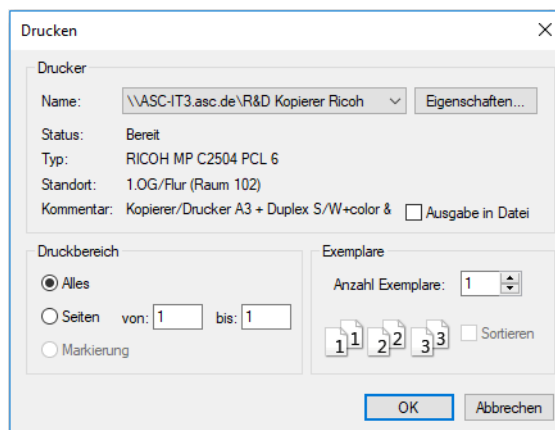 Drucken
Drucker
Name: \\ASC-IT3.asc.de\R&D Kopierer Ricoh Eigenschaften...
Status: Bereit
Typ: RICOH MP C2504 PCL 6
Standort: 1.OG/Flur (Raum 102)
Kommentar: Kopierer/Drucker A3 + Duplex S/W+color & Ausgabe in Datei
Druckbereich
Alles
Seiten von: 1 bis: 1
Markierung
Exemplare
Anzahl Exemplare: 1
1 1 2 2 3 3 Sortieren
OK Abbrechen